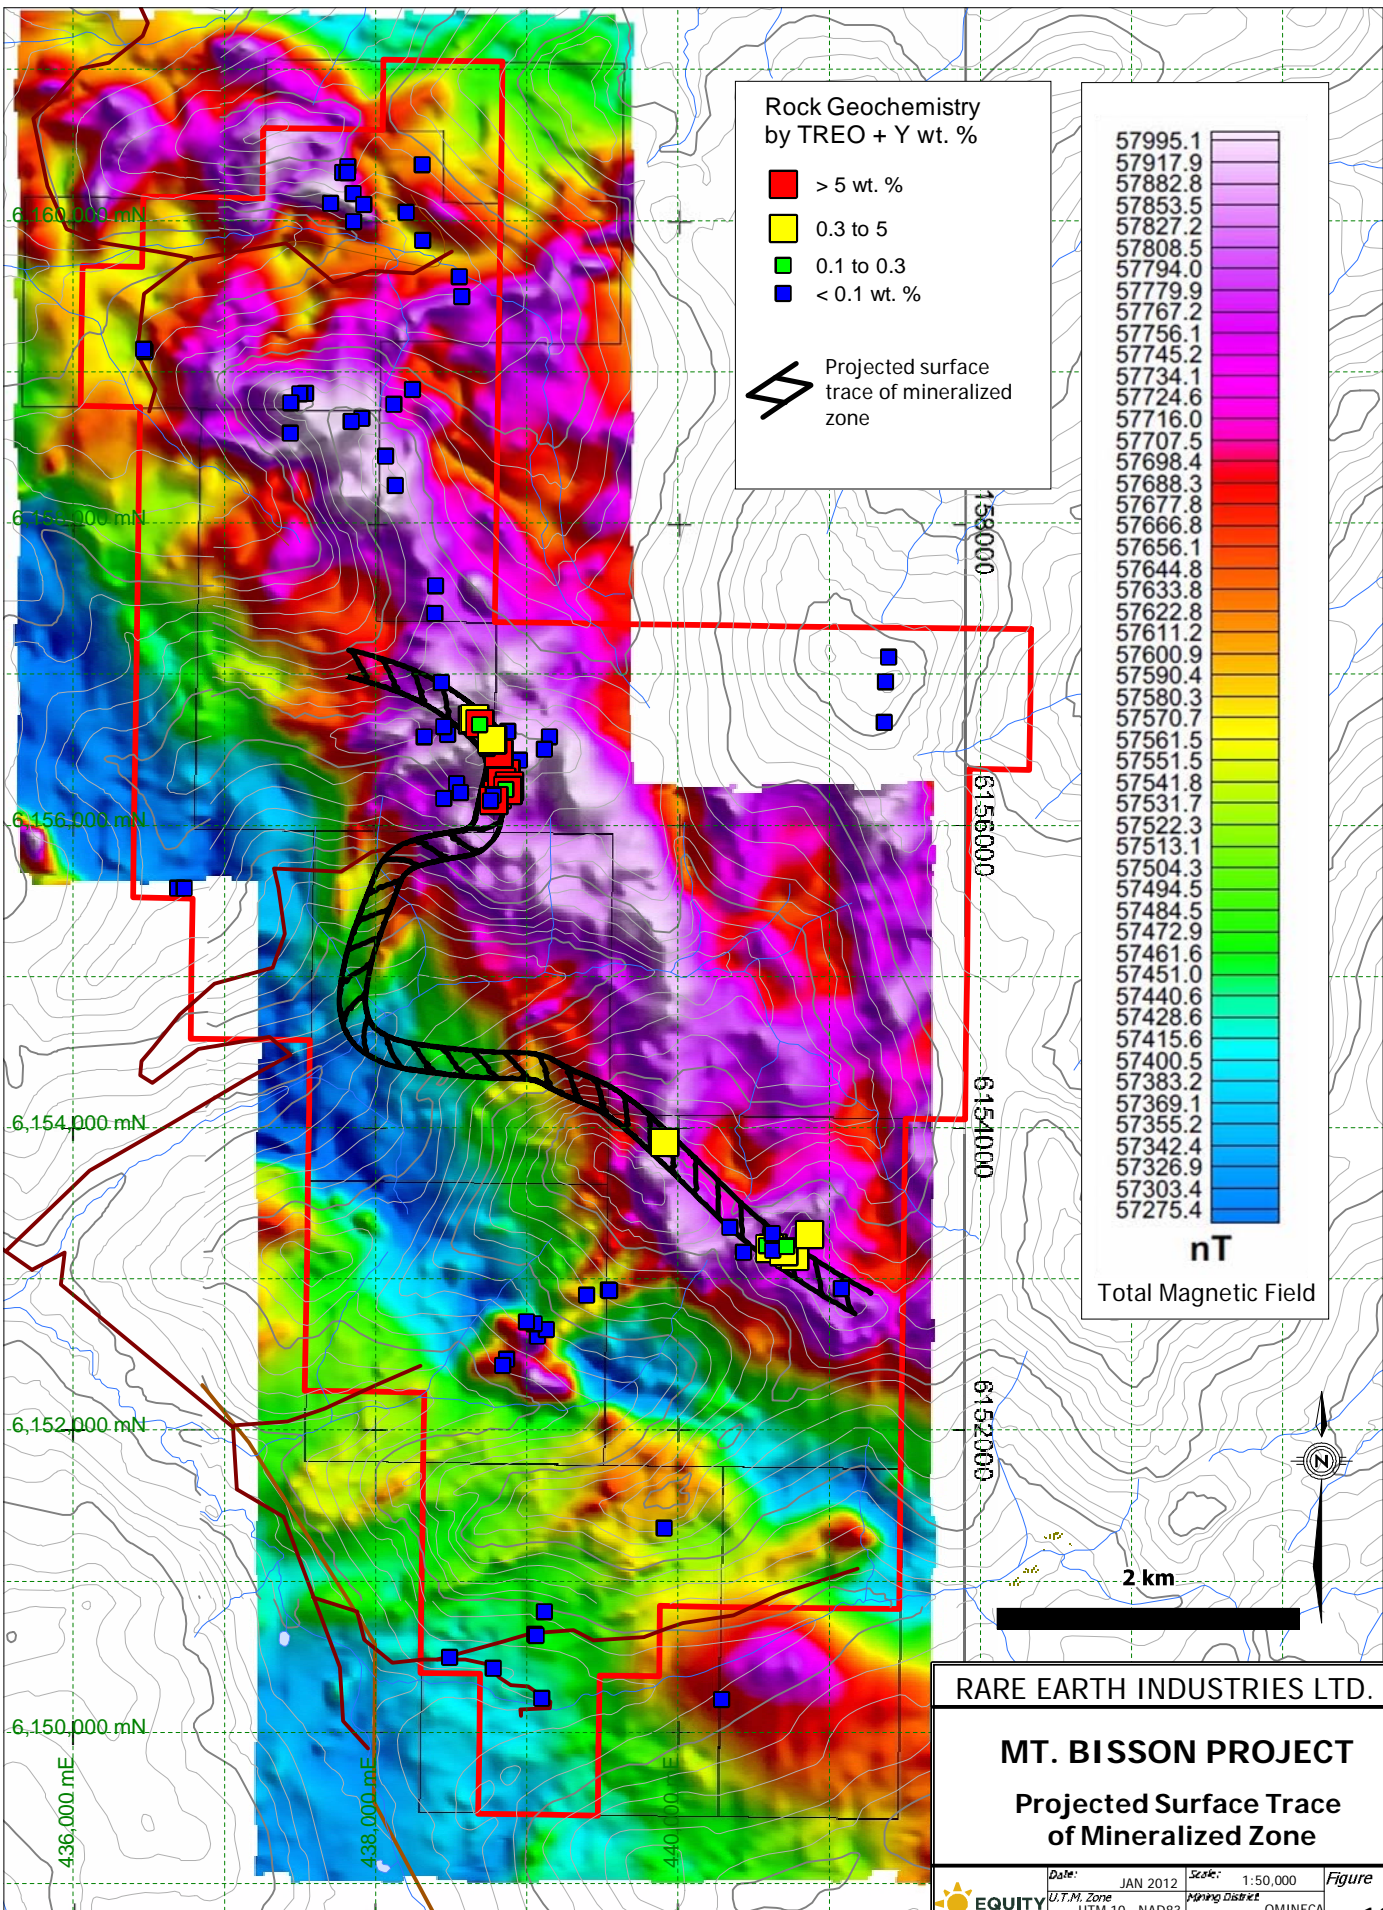 Rock Geochemistry
by TREO + Y wt. %
> 5 wt. %
0.3 to 5
0.1 to 0.3
< 0.1 wt. %
Projected surface
trace of mineralized
zone
57995.1
57917.9
57882.8
57853.5
57827.2
57808.5
57794.0
57779.9
57767.2
57756.1
57745.2
57734.1
57724.6
57716.0
57707.5
57698.4
57688.3
57677.8
57666.8
57656.1
57644.8
57633.8
57622.8
57611.2
57600.9
57590.4
57580.3
57570.7
57561.5
57551.5
57541.8
57531.7
57522.3
57513.1
57504.3
57494.5
57484.5
57472.9
57461.6
57451.0
57440.6
57428.6
57415.6
57400.5
57383.2
57369.1
57355.2
57342.4
57326.9
57303.4
57275.4
nT
Total Magnetic Field
6,160,000 mN
mN
158000
6,156,000 mN
6156000
6,154,000 mN
6154000
6,152,000 mN
6152000
6,150,000 mN
436,000 mE
438,000 mE
440,000 mE
N
2 km
RARE EARTH INDUSTRIES LTD.
MT. BISSON PROJECT
Projected Surface Trace
of Mineralized Zone
EQUITY
Date:
JAN 2012
Scale:
1:50,000
Figure
U.T.M. Zone
UTM 10 - NAD83
Mining District
OMINECA